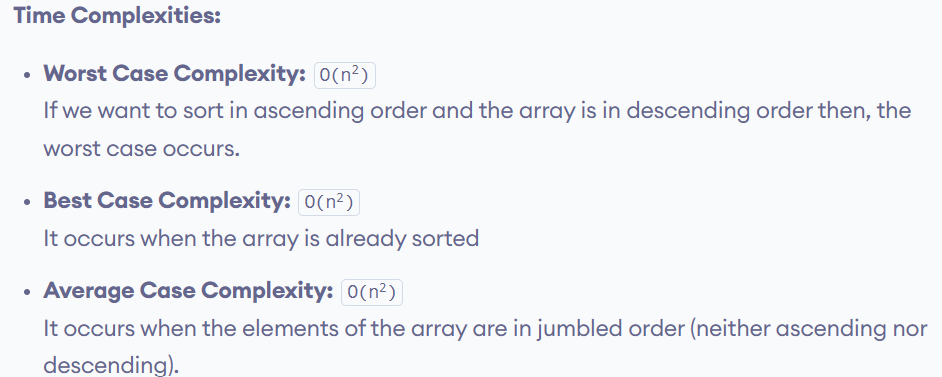 Time Complexities:
• Worst Case Complexity: O(n²)
If we want to sort in ascending order and the array is in descending order then, the
worst case occurs.
• Best Case Complexity: O(n²)
It occurs when the array is already sorted
• Average Case Complexity: O(n²)
It occurs when the elements of the array are in jumbled order (neither ascending nor
descending).